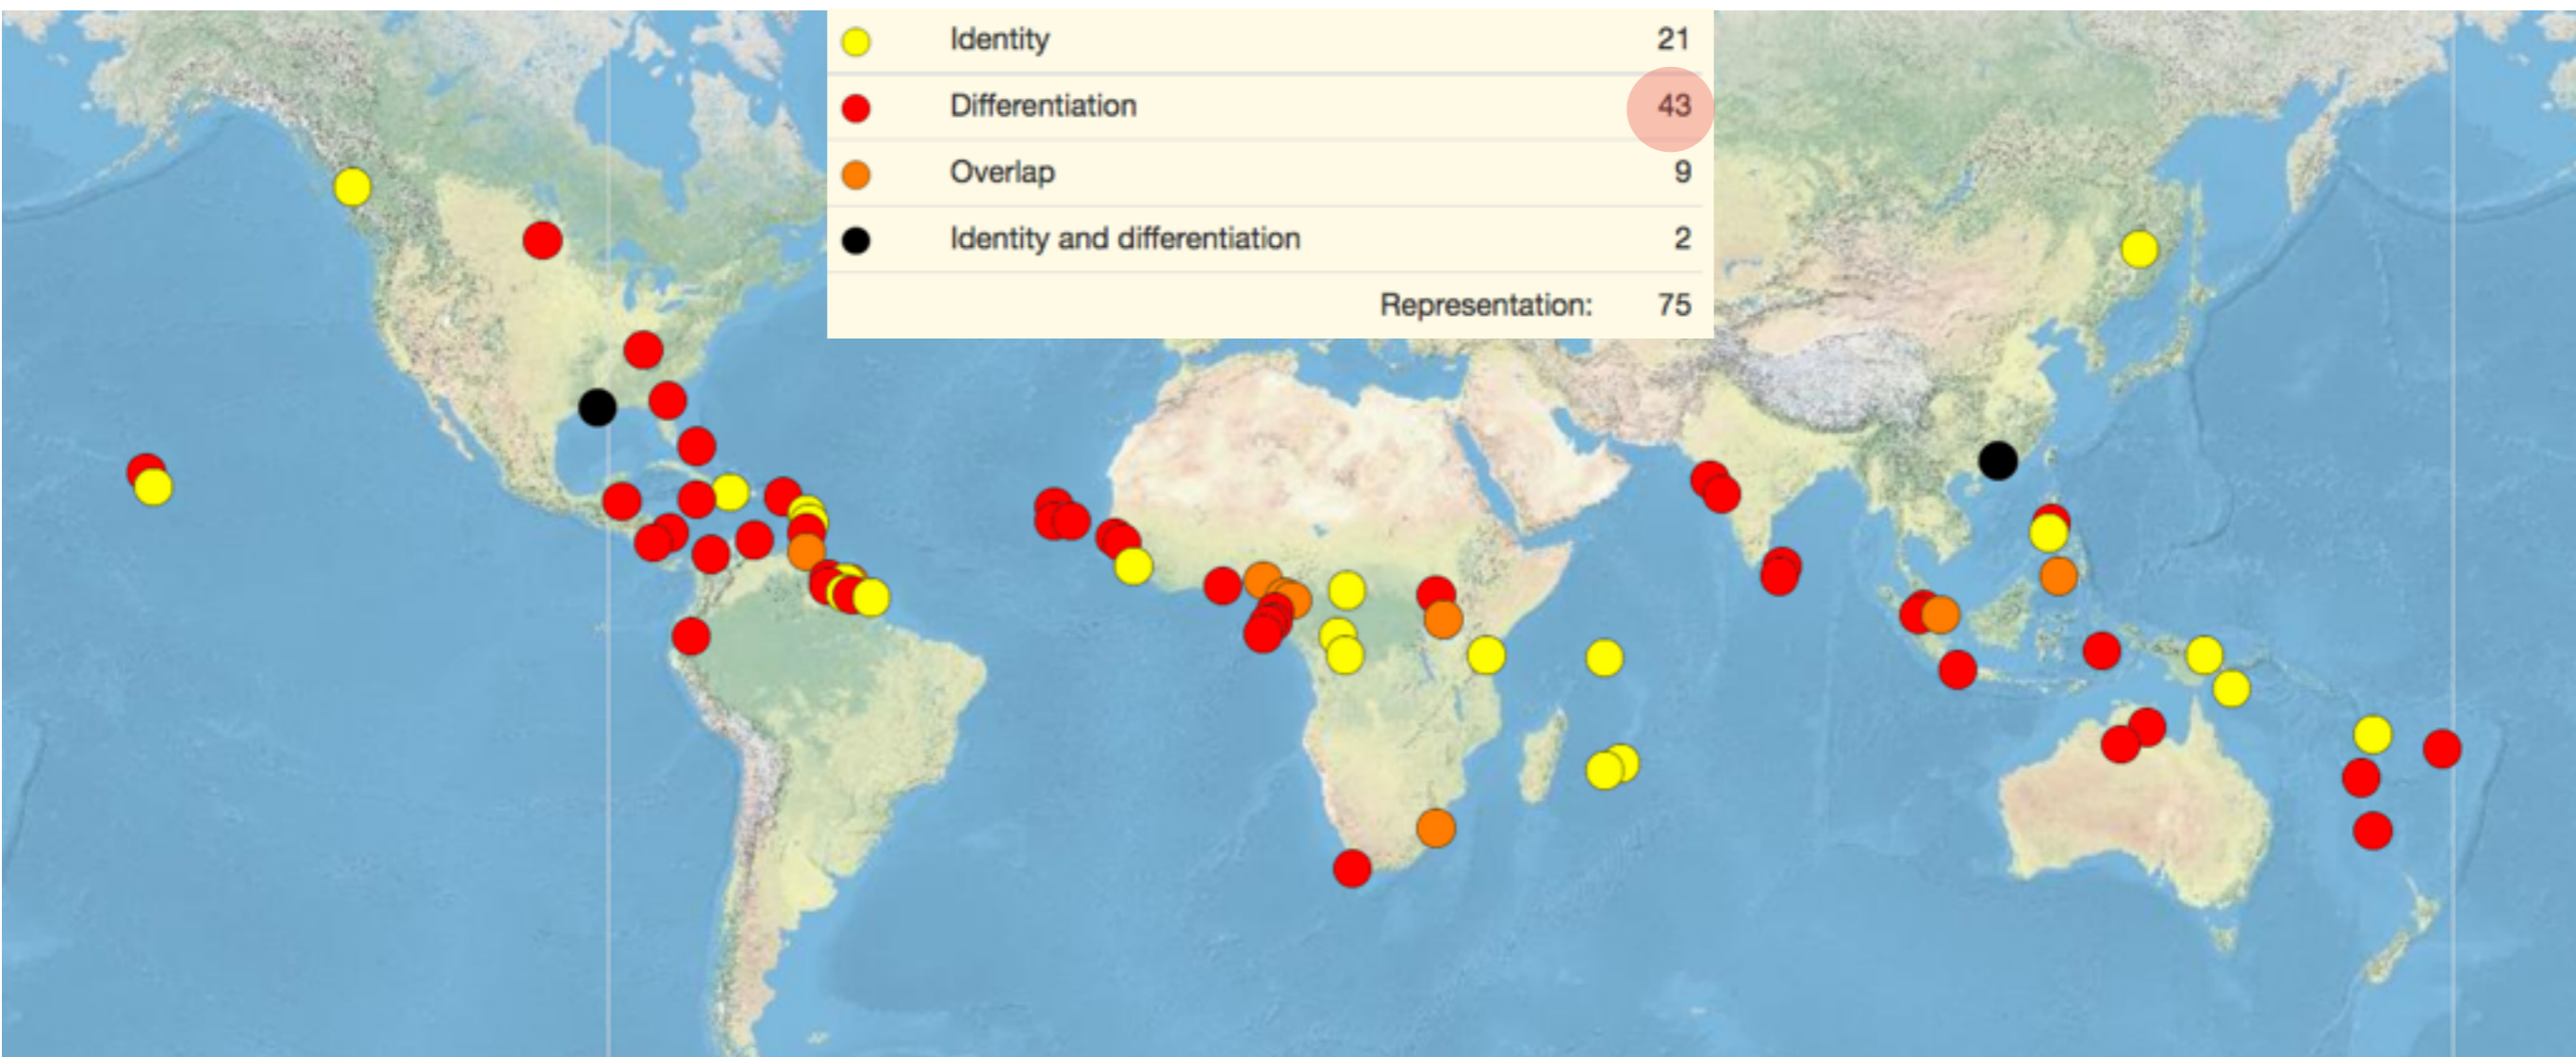 Identity 21
Differentiation 43
Overlap 9
Identity and differentiation 2
Representation: 75